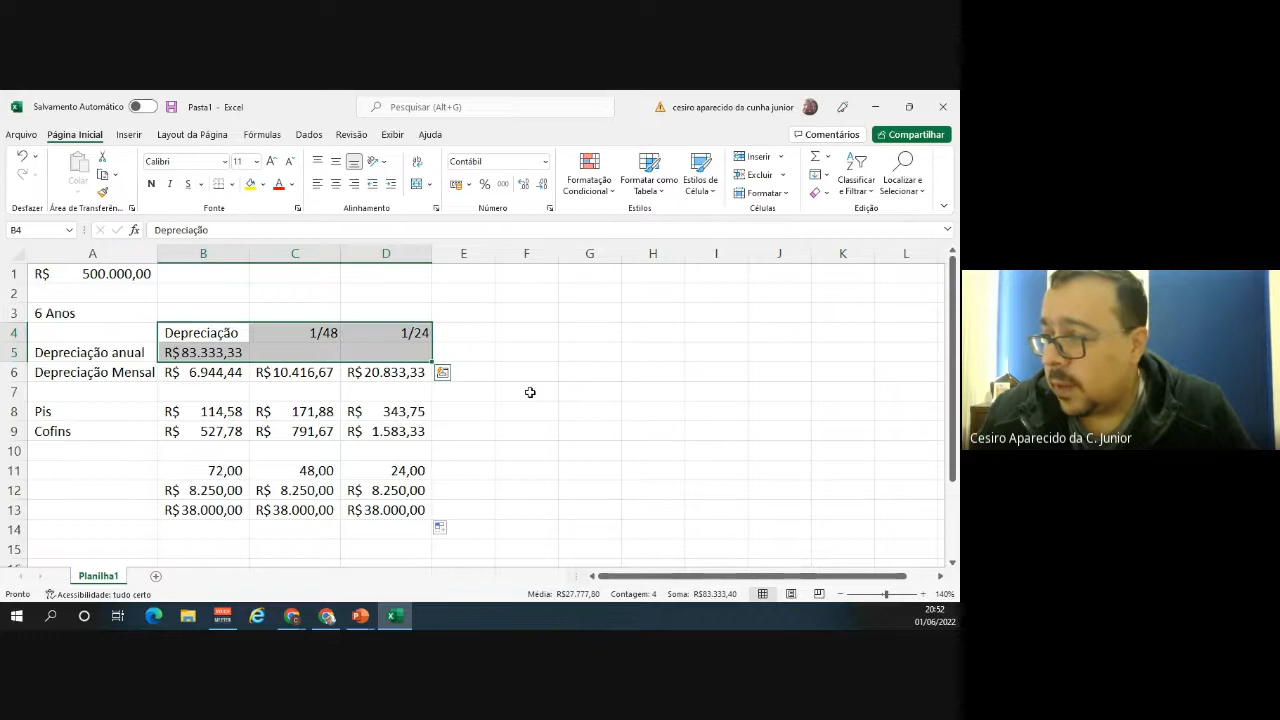 Salvamento Automático Pasta1 - Excel Pesquisar (Alt+G) cesiro aparecido da cunha junior
Arquivo Página Inicial Inserir Layout da Página Fórmulas Dados Revisão Exibir Ajuda Comentários Compartilhar
Colar Calibri 11 Contábil Formatação Condicional Formatar como Tabela Estilos de Célula Inserir Excluir Formatar Classificar e Filtrar Localizar e Selecionar
N I S % 000
Desfazer Área de Transferên... Fonte Alinhamento Número Estilos Células Edição
B4 fx Depreciação
A B C D E F G H I J K L
1 R$ 500.000,00
2
3 6 Anos
4 Depreciação 1/48 1/24
5 Depreciação anual R$83.333,33
6 Depreciação Mensal R$ 6.944,44 R$10.416,67 R$20.833,33
7
8 Pis R$ 114,58 R$ 171,88 R$ 343,75
9 Cofins R$ 527,78 R$ 791,67 R$ 1.583,33
10
11 72,00 48,00 24,00
12 R$ 8.250,00 R$ 8.250,00 R$ 8.250,00
13 R$38.000,00 R$38.000,00 R$38.000,00
14
15
Planilha1
Pronto Acessibilidade: tudo certo Média: R$27.777,80 Contagem: 4 Soma: R$83.333,40 140%
20:52
01/06/2022
Cesiro Aparecido da C. Junior